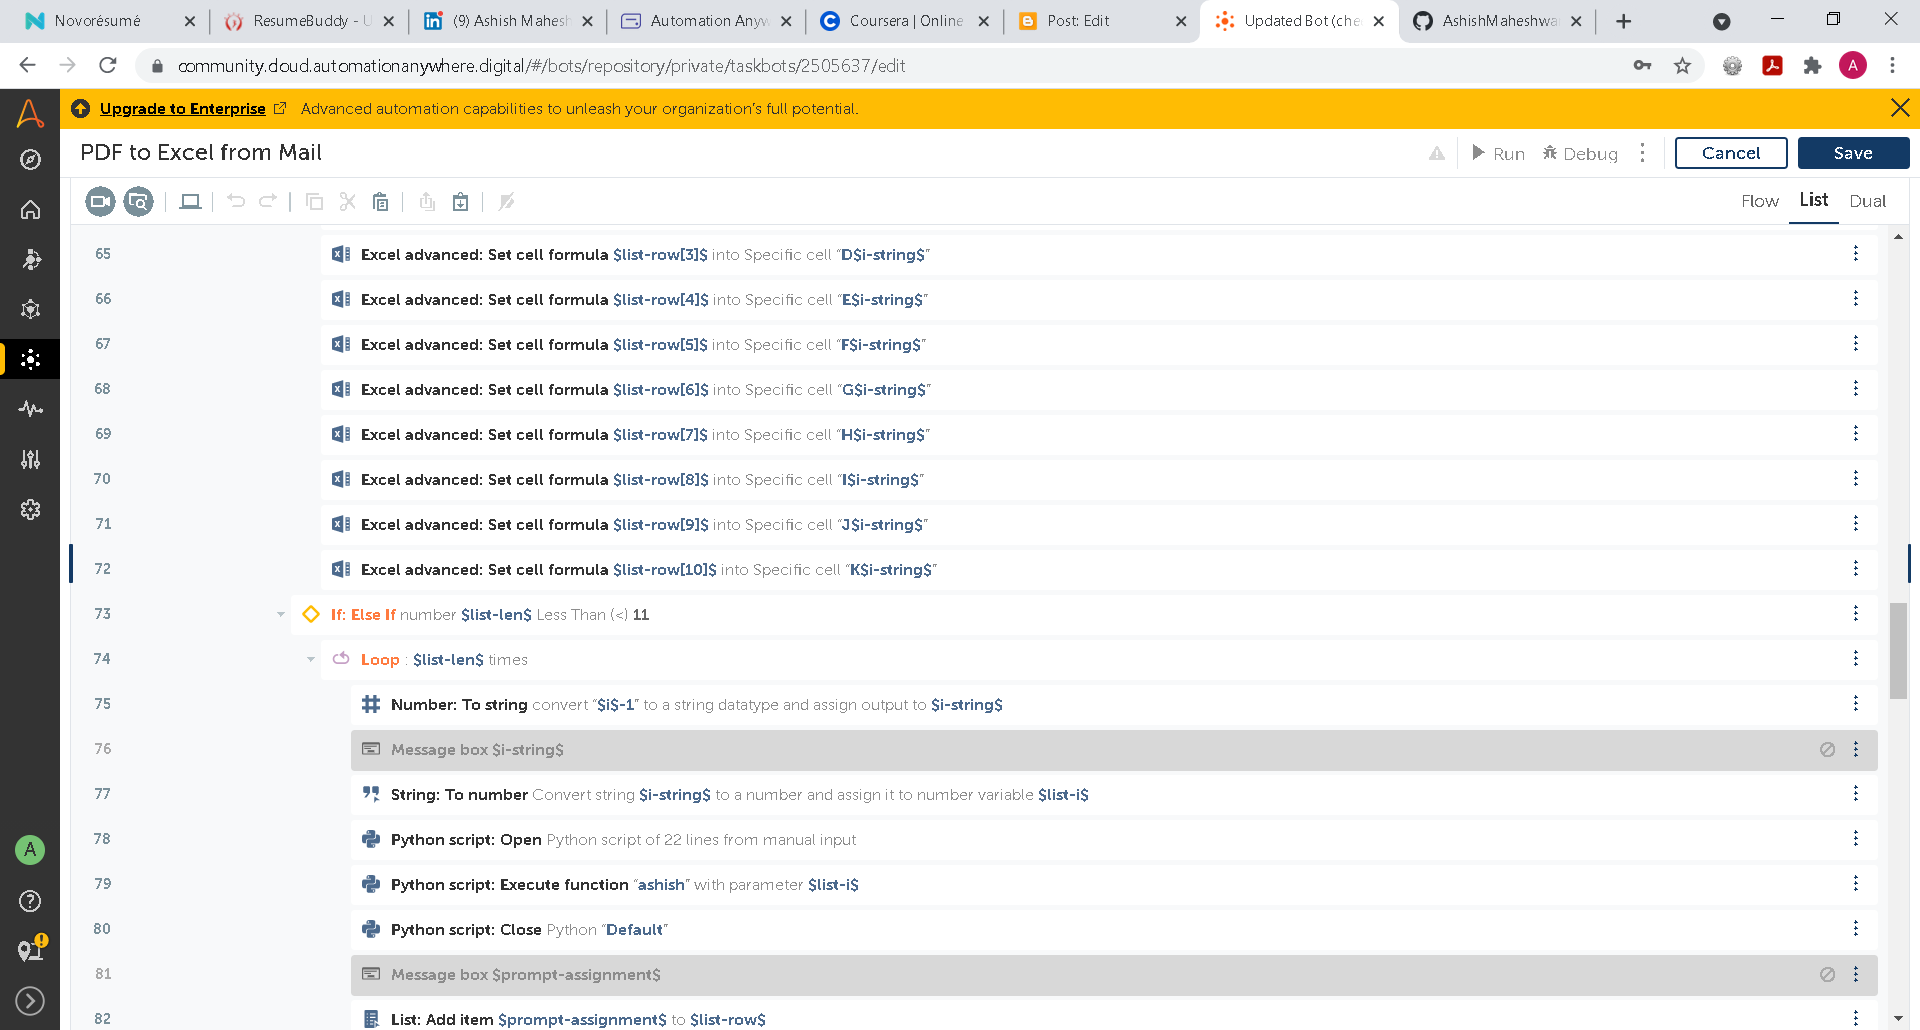 Novorésumé
ResumeBuddy - U
(9) Ashish Mahesh
Automation Anyw
Coursera | Online
Post: Edit
Updated Bot (che
AshishMaheshwa
community.cloud.automationanywhere.digital/#/bots/repository/private/taskbots/2505637/edit
A
Upgrade to Enterprise Advanced automation capabilities to unleash your organization's full potential.
PDF to Excel from Mail
Run
Debug
Cancel
Save
Flow
List
Dual
65 Excel advanced: Set cell formula $list-row[3]$ into Specific cell "D$i-string$"
66 Excel advanced: Set cell formula $list-row[4]$ into Specific cell "E$i-string$"
67 Excel advanced: Set cell formula $list-row[5]$ into Specific cell "F$i-string$"
68 Excel advanced: Set cell formula $list-row[6]$ into Specific cell "G$i-string$"
69 Excel advanced: Set cell formula $list-row[7]$ into Specific cell "H$i-string$"
70 Excel advanced: Set cell formula $list-row[8]$ into Specific cell "I$i-string$"
71 Excel advanced: Set cell formula $list-row[9]$ into Specific cell "J$i-string$"
72 Excel advanced: Set cell formula $list-row[10]$ into Specific cell "K$i-string$"
73 If: Else If number $list-len$ Less Than (<) 11
74 Loop : $list-len$ times
75 Number: To string convert "$i$-1" to a string datatype and assign output to $i-string$
76 Message box $i-string$
77 String: To number Convert string $i-string$ to a number and assign it to number variable $list-i$
78 Python script: Open Python script of 22 lines from manual input
79 Python script: Execute function "ashish" with parameter $list-i$
80 Python script: Close Python "Default"
81 Message box $prompt-assignment$
82 List: Add item $prompt-assignment$ to $list-row$
A